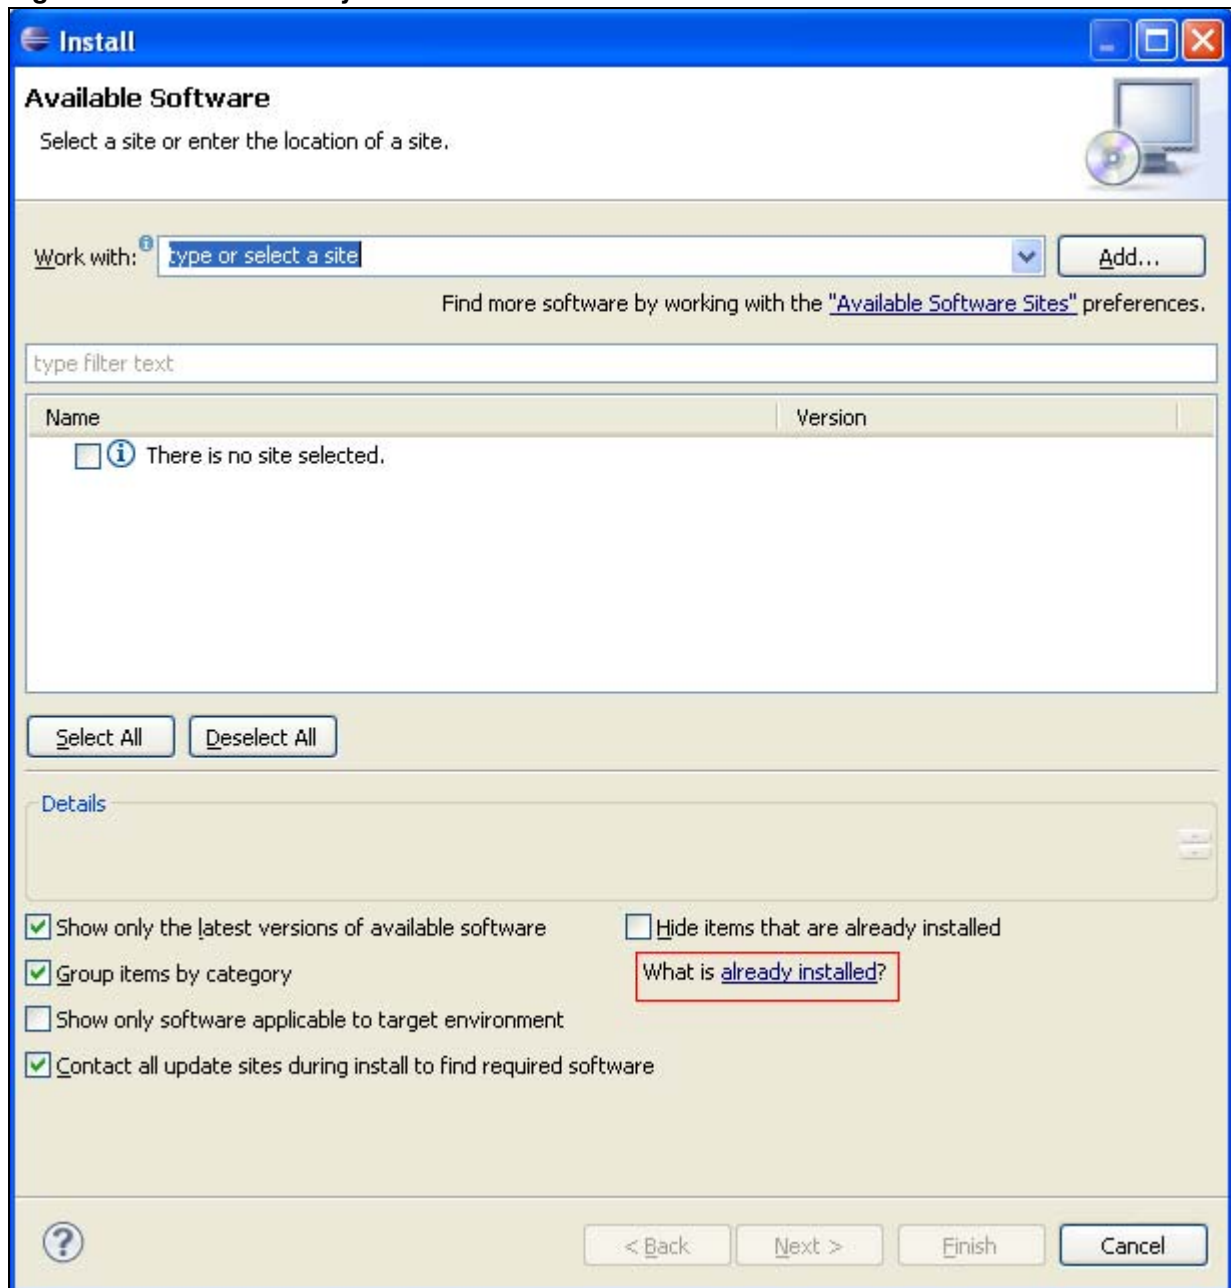 Install
Available Software
Select a site or enter the location of a site.
Work with: type or select a site Add...
Find more software by working with the "Available Software Sites" preferences.
type filter text
Name Version
There is no site selected.
Select All Deselect All
Details
Show only the latest versions of available software Hide items that are already installed
Group items by category What is already installed?
Show only software applicable to target environment
Contact all update sites during install to find required software
? < Back Next > Finish Cancel